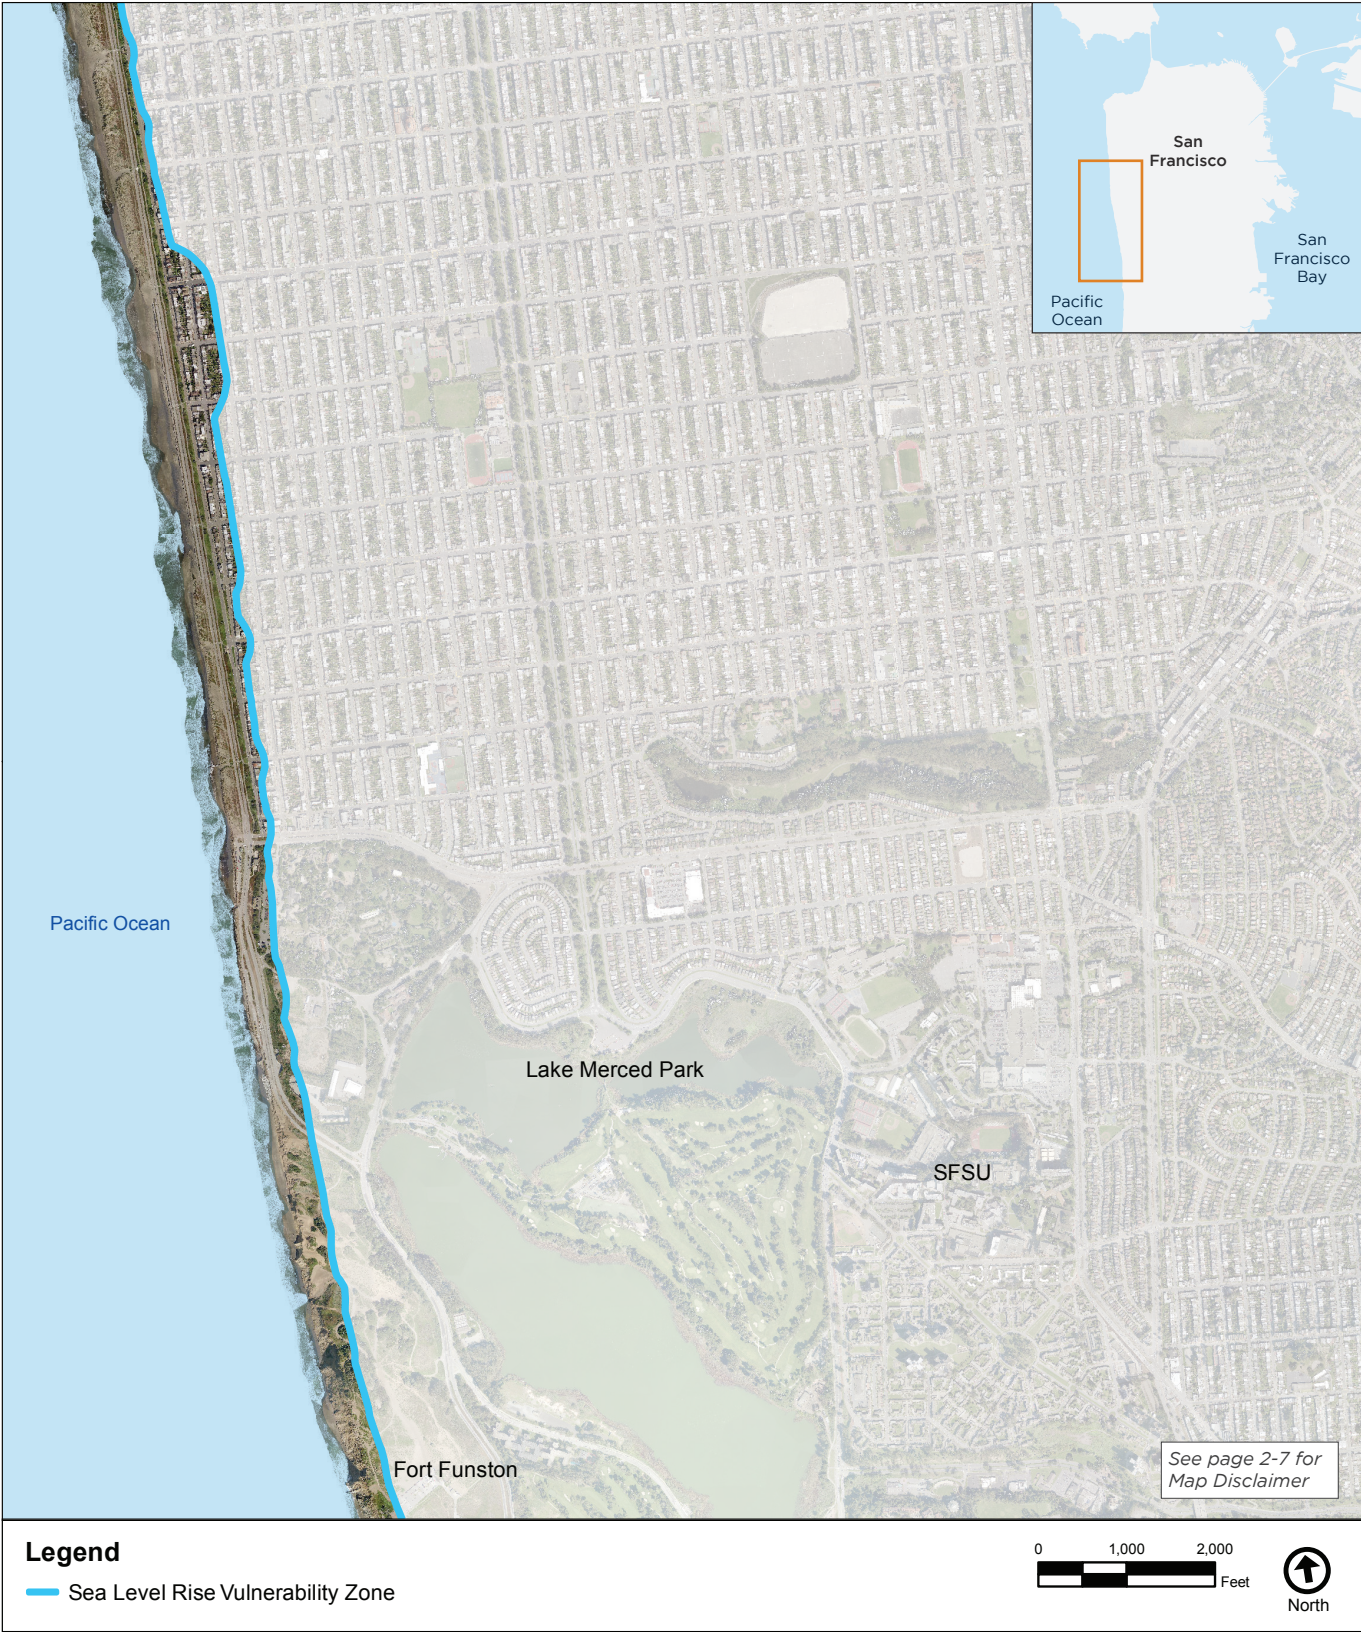 San
Francisco
San
Francisco
Bay
Pacific
Ocean
Pacific Ocean
Lake Merced Park
SFSU
Fort Funston
See page 2-7 for
Map Disclaimer
Legend
Sea Level Rise Vulnerability Zone
0 1,000 2,000
Feet
North